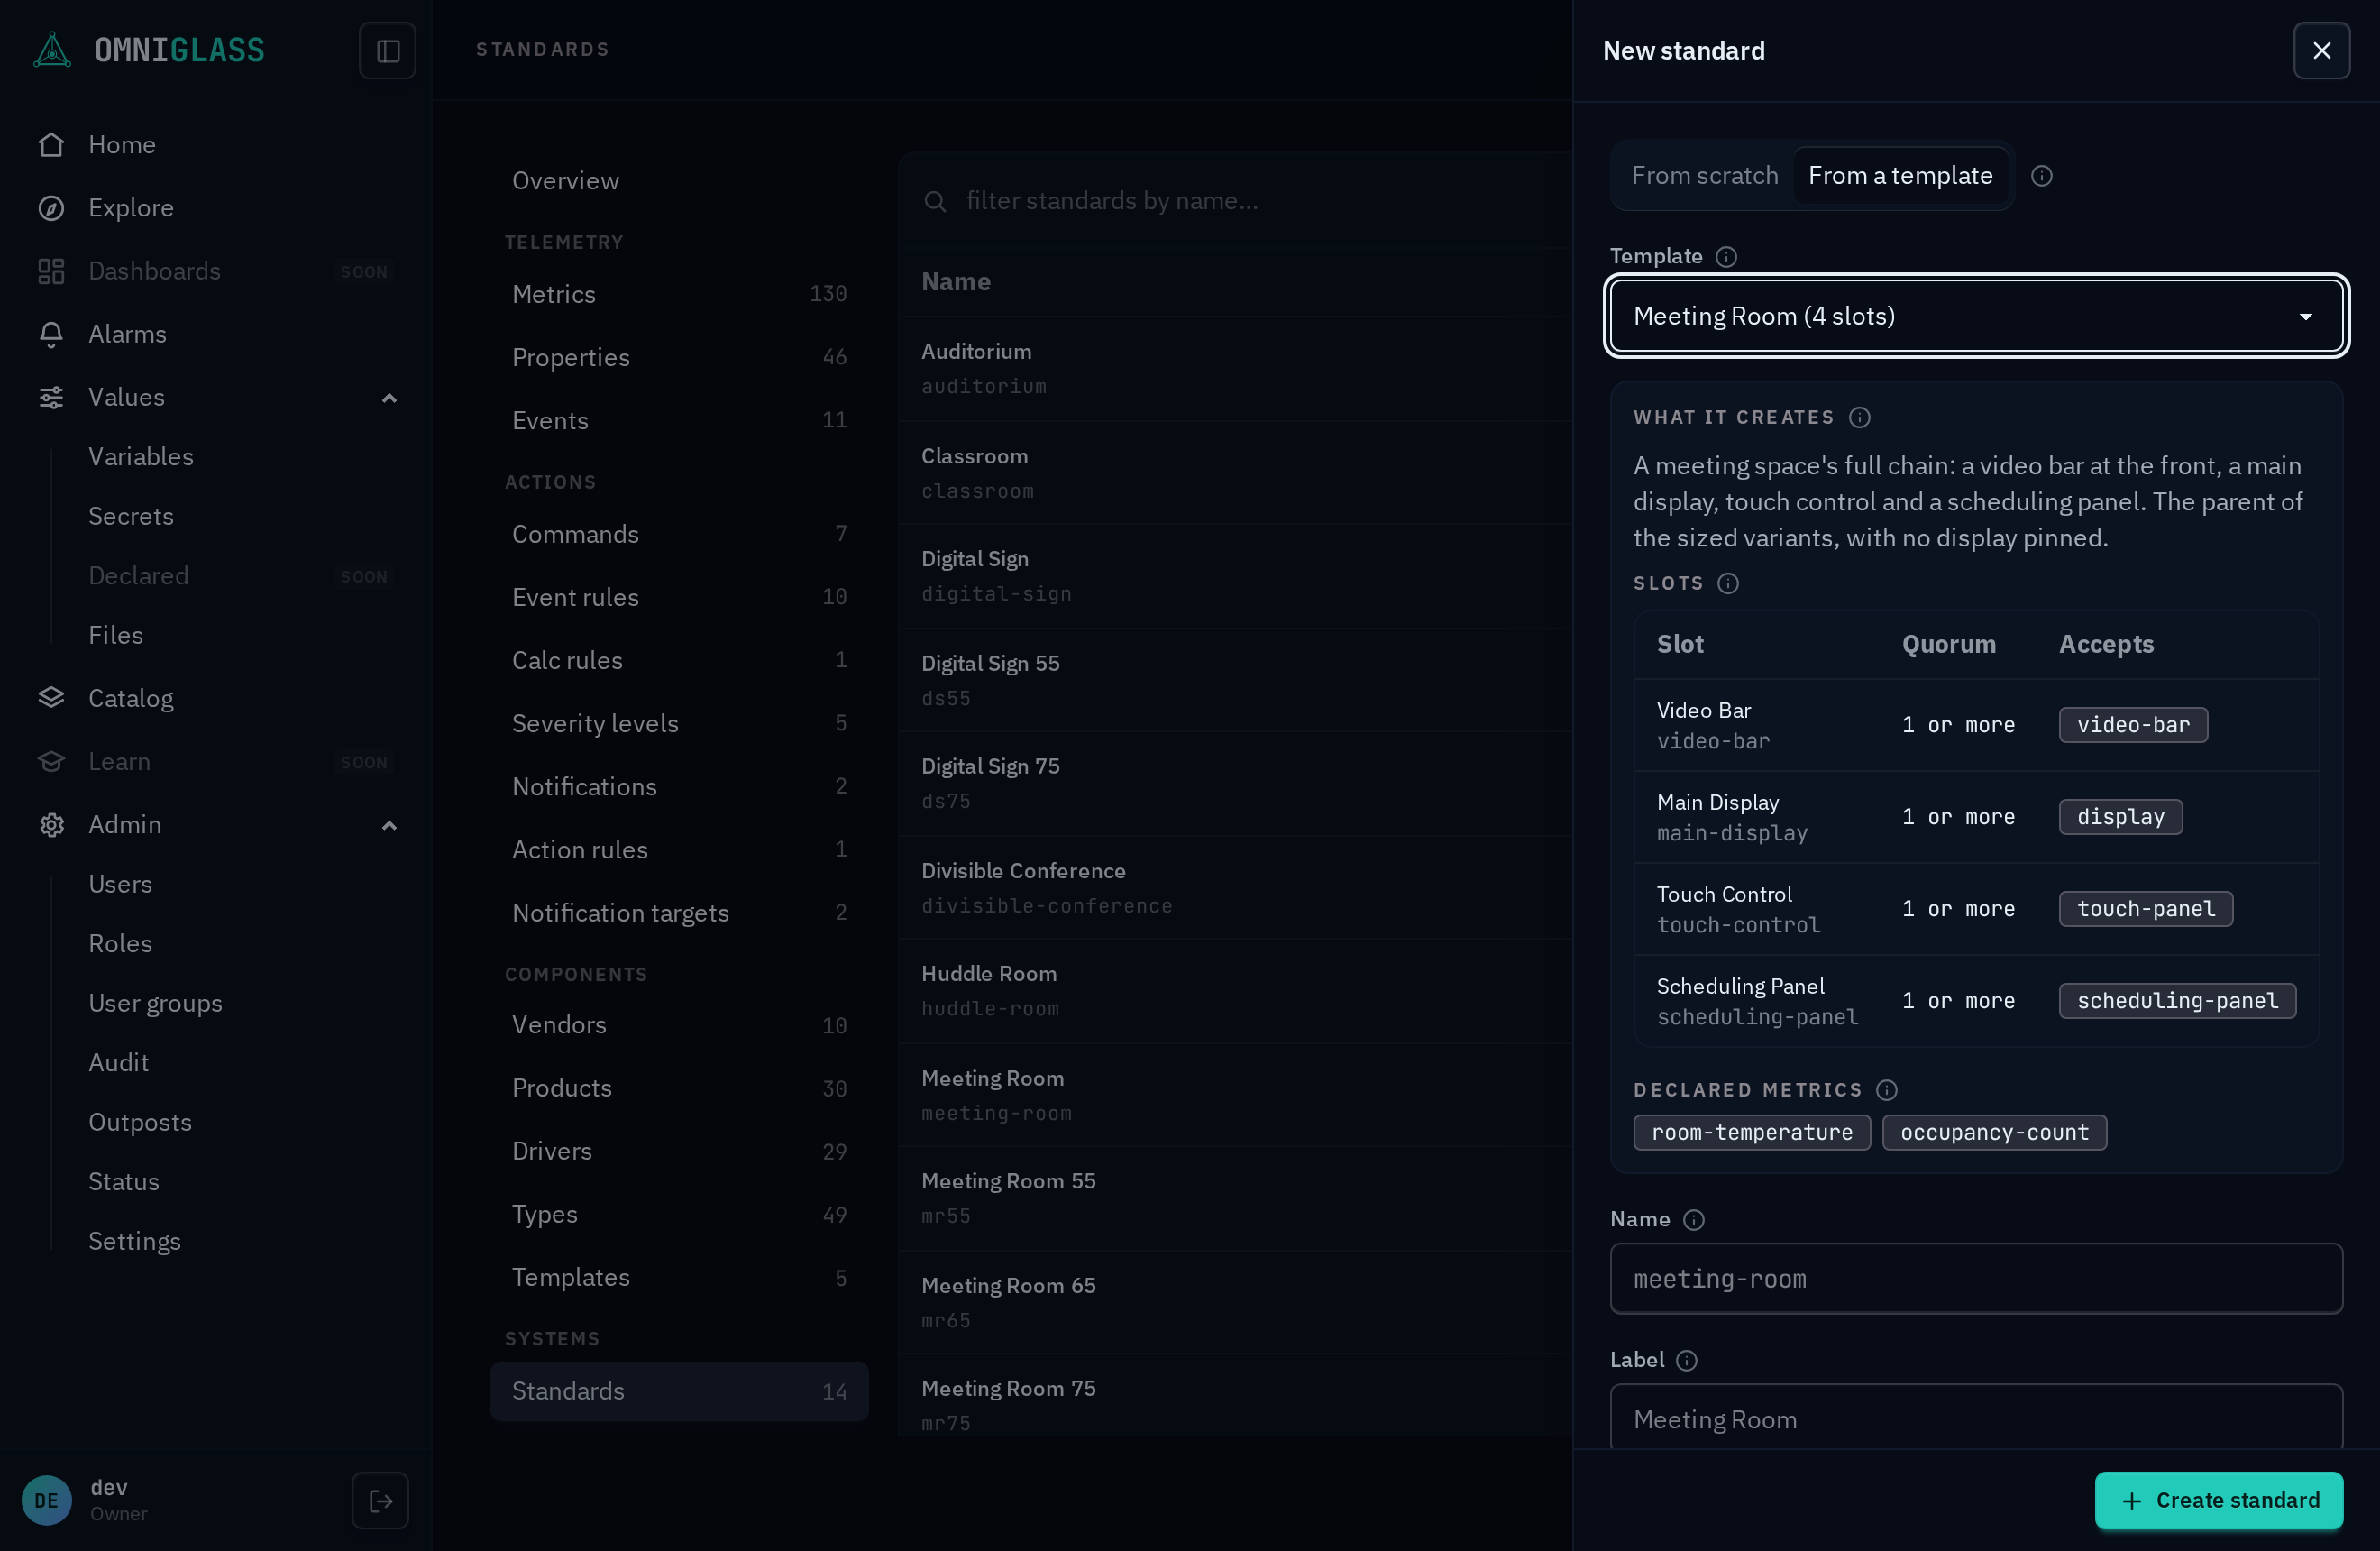 OMNIGLASS
Home
Explore
Dashboards SOON
Alarms
Values
Variables
Secrets
Declared SOON
Files
Catalog
Learn SOON
Admin
Users
Roles
User groups
Audit
Outposts
Status
Settings
DE
dev
Owner
STANDARDS
Overview
TELEMETRY
Metrics 130
Properties 46
Events 11
ACTIONS
Commands 7
Event rules 10
Calc rules 1
Severity levels 5
Notifications 2
Action rules 1
Notification targets 2
COMPONENTS
Vendors 10
Products 30
Drivers 29
Types 49
Templates 5
SYSTEMS
Standards 14
filter standards by name...
Name
Auditorium
auditorium
Classroom
classroom
Digital Sign
digital-sign
Digital Sign 55
ds55
Digital Sign 75
ds75
Divisible Conference
divisible-conference
Huddle Room
huddle-room
Meeting Room
meeting-room
Meeting Room 55
mr55
Meeting Room 65
mr65
Meeting Room 75
mr75
New standard
From scratch From a template
Template
Meeting Room (4 slots)
WHAT IT CREATES
A meeting space's full chain: a video bar at the front, a main
display, touch control and a scheduling panel. The parent of
the sized variants, with no display pinned.
SLOTS
Slot Quorum Accepts
Video Bar
video-bar
1 or more video-bar
Main Display
main-display
1 or more display
Touch Control
touch-control
1 or more touch-panel
Scheduling Panel
scheduling-panel
1 or more scheduling-panel
DECLARED METRICS
room-temperature occupancy-count
Name
meeting-room
Label
Meeting Room
Create standard